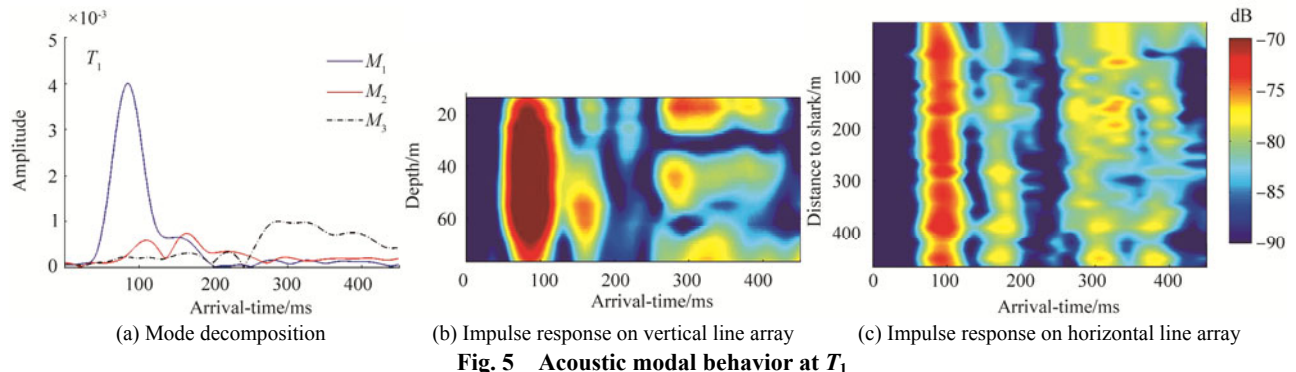 ×10⁻³
5
4
3
2
1
0
T₁
M₁
M₂
M₃
Amplitude
100 200 300 400
Arrival-time/ms
(a) Mode decomposition
20
40
60
Depth/m
0 100 200 300 400
Arrival-time/ms
(b) Impulse response on vertical line array
100
200
300
400
Distance to shark/m
0 100 200 300 400
Arrival-time/ms
(c) Impulse response on horizontal line array
dB
−70
−75
−80
−85
−90
Fig. 5 Acoustic modal behavior at T₁